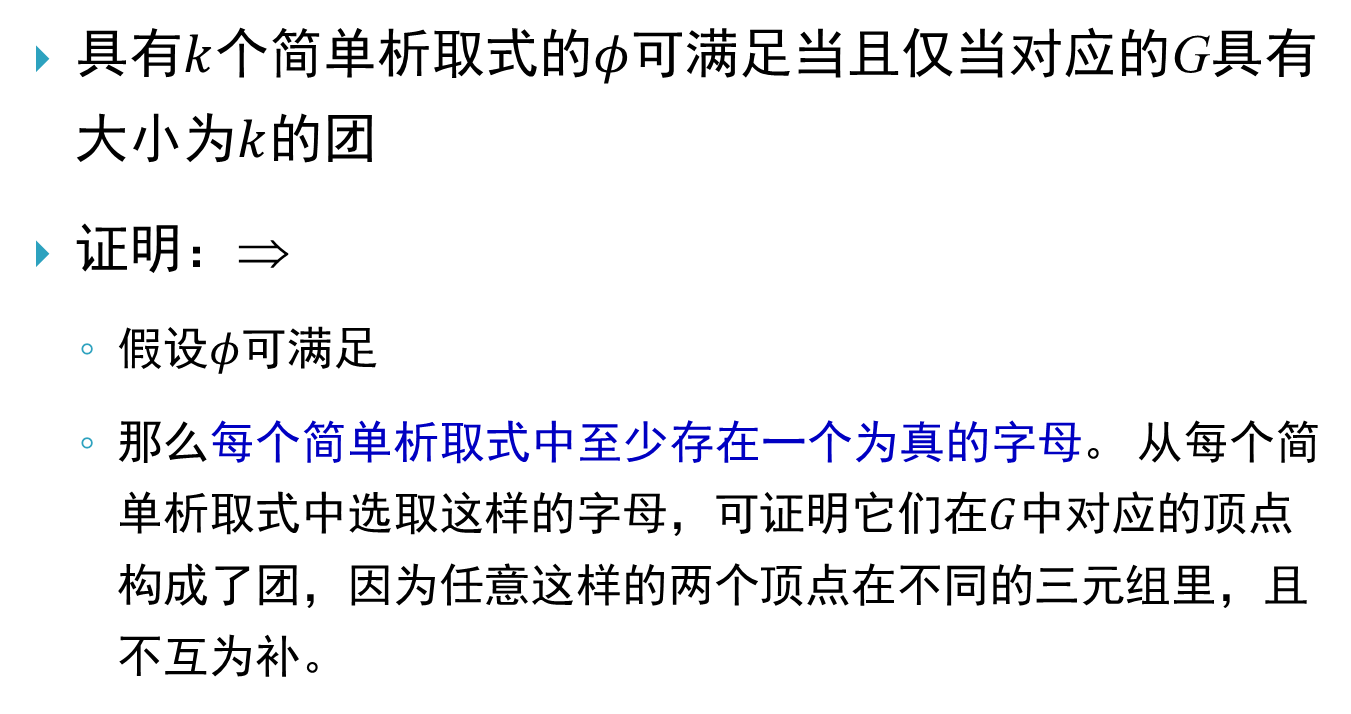 具有k个简单析取式的ϕ可满足当且仅当对应的G具有
大小为k的团
证明：⇒
假设ϕ可满足
那么每个简单析取式中至少存在一个为真的字母。从每个简
单析取式中选取这样的字母，可证明它们在G中对应的顶点
构成了团，因为任意这样的两个顶点在不同的三元组里，且
不互为补。